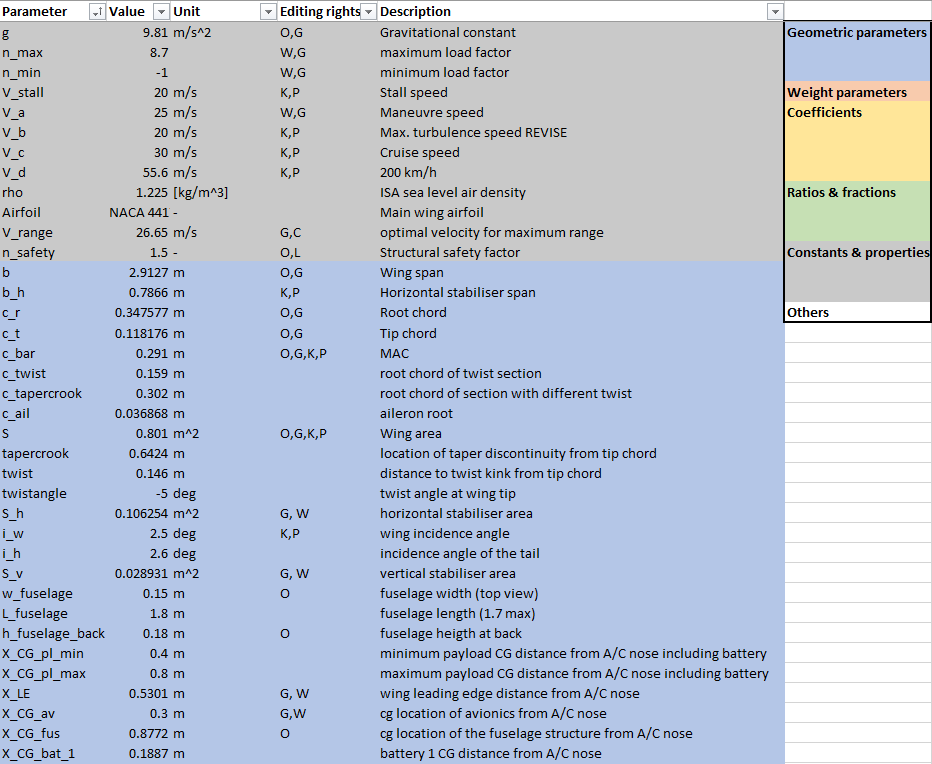 Parameter Value Unit Editing rights Description
g 9.81 m/s^2 O,G Gravitational constant Geometric parameters
n_max 8.7 W,G maximum load factor
n_min -1 W,G minimum load factor
V_stall 20 m/s K,P Stall speed Weight parameters
V_a 25 m/s W,G Maneuvre speed Coefficients
V_b 20 m/s K,P Max. turbulence speed REVISE
V_c 30 m/s K,P Cruise speed
V_d 55.6 m/s K,P 200 km/h
rho 1.225 [kg/m^3] ISA sea level air density Ratios & fractions
Airfoil NACA 441 - Main wing airfoil
V_range 26.65 m/s G,C optimal velocity for maximum range
n_safety 1.5 - O,L Structural safety factor Constants & properties
b 2.9127 m O,G Wing span
b_h 0.7866 m K,P Horizontal stabiliser span
c_r 0.347577 m O,G Root chord Others
c_t 0.118176 m O,G Tip chord
c_bar 0.291 m O,G,K,P MAC
c_twist 0.159 m root chord of twist section
c_tapercrook 0.302 m root chord of section with different twist
c_ail 0.036868 m aileron root
S 0.801 m^2 O,G,K,P Wing area
tapercrook 0.6424 m location of taper discontinuity from tip chord
twist 0.146 m distance to twist kink from tip chord
twistangle -5 deg twist angle at wing tip
S_h 0.106254 m^2 G, W horizontal stabiliser area
i_w 2.5 deg K,P wing incidence angle
i_h 2.6 deg incidence angle of the tail
S_v 0.028931 m^2 G, W vertical stabiliser area
w_fuselage 0.15 m O fuselage width (top view)
L_fuselage 1.8 m fuselage length (1.7 max)
h_fuselage_back 0.18 m O fuselage heigth at back
X_CG_pl_min 0.4 m minimum payload CG distance from A/C nose including battery
X_CG_pl_max 0.8 m maximum payload CG distance from A/C nose including battery
X_LE 0.5301 m G, W wing leading edge distance from A/C nose
X_CG_av 0.3 m G,W cg location of avionics from A/C nose
X_CG_fus 0.8772 m O cg location of the fuselage structure from A/C nose
X_CG_bat_1 0.1887 m battery 1 CG distance from A/C nose